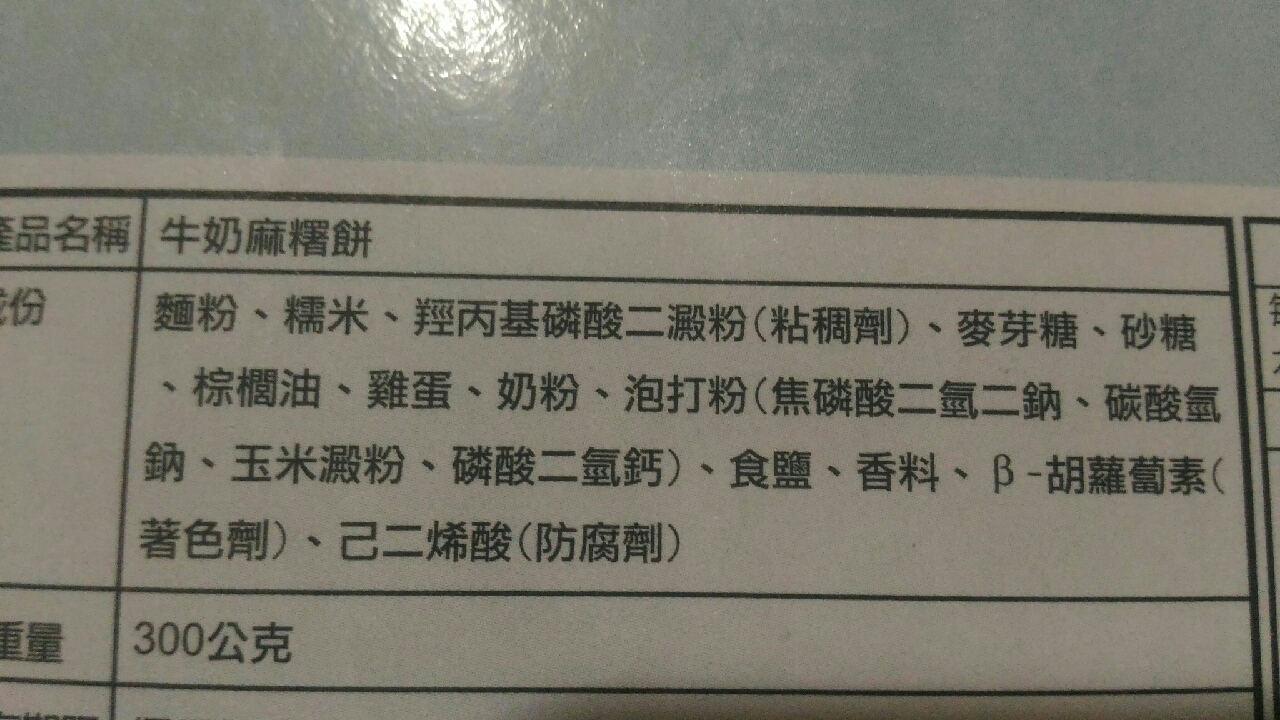 產品名稱 牛奶麻糬餅
成份 麵粉、糯米、羥丙基磷酸二澱粉(粘稠劑)、麥芽糖、砂糖
、棕櫚油、雞蛋、奶粉、泡打粉(焦磷酸二氫二鈉、碳酸氫
鈉、玉米澱粉、磷酸二氫鈣)、食鹽、香料、β-胡蘿蔔素(
著色劑)、己二烯酸(防腐劑)
重量 300公克